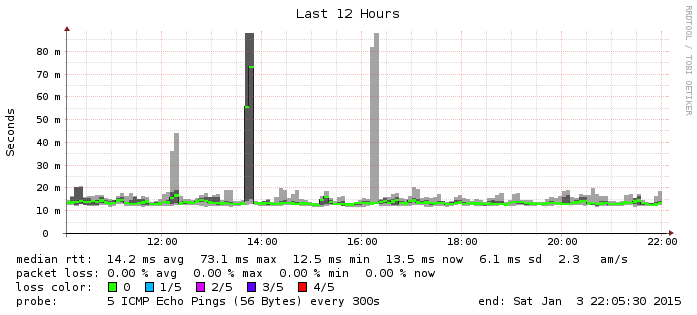 Last 12 Hours
RRDTOOL / TOBI OETIKER
Seconds
80 m
70 m
60 m
50 m
40 m
30 m
20 m
10 m
0
12:00 14:00 16:00 18:00 20:00 22:00
median rtt: 14.2 ms avg 73.1 ms max 12.5 ms min 13.5 ms now 6.1 ms sd 2.3 am/s
packet loss: 0.00 % avg 0.00 % max 0.00 % min 0.00 % now
loss color: 0 1/5 2/5 3/5 4/5
probe: 5 ICMP Echo Pings (56 Bytes) every 300s end: Sat Jan 3 22:05:30 2015